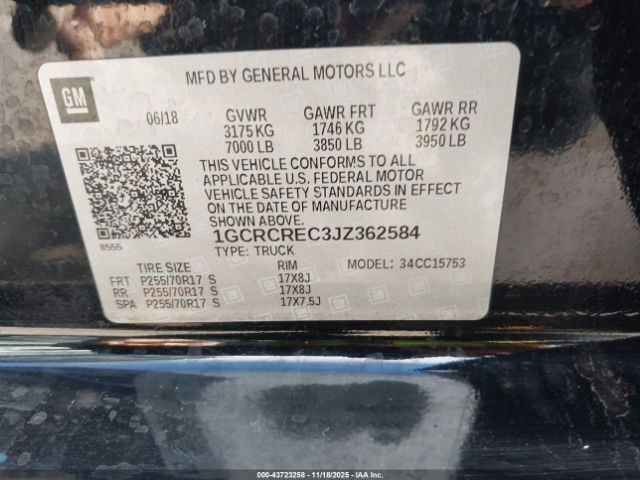 GM
MFD BY GENERAL MOTORS LLC
06/18 GVWR GAWR FRT GAWR RR
3175 KG 1746 KG 1792 KG
7000 LB 3850 LB 3950 LB
THIS VEHICLE CONFORMS TO ALL
APPLICABLE U.S. FEDERAL MOTOR
VEHICLE SAFETY STANDARDS IN EFFECT
ON THE DATE OF MANUFACTURE
SHOWN ABOVE.
8555
1GCRCREC3JZ362584
TYPE: TRUCK
TIRE SIZE RIM MODEL: 34CC15753
FRT P255/70R17 S 17X8J
RR P255/70R17 S 17X8J
SPA P255/70R17 S 17X7.5J
000-43723258 - 11/18/2025 - IAA, Inc.